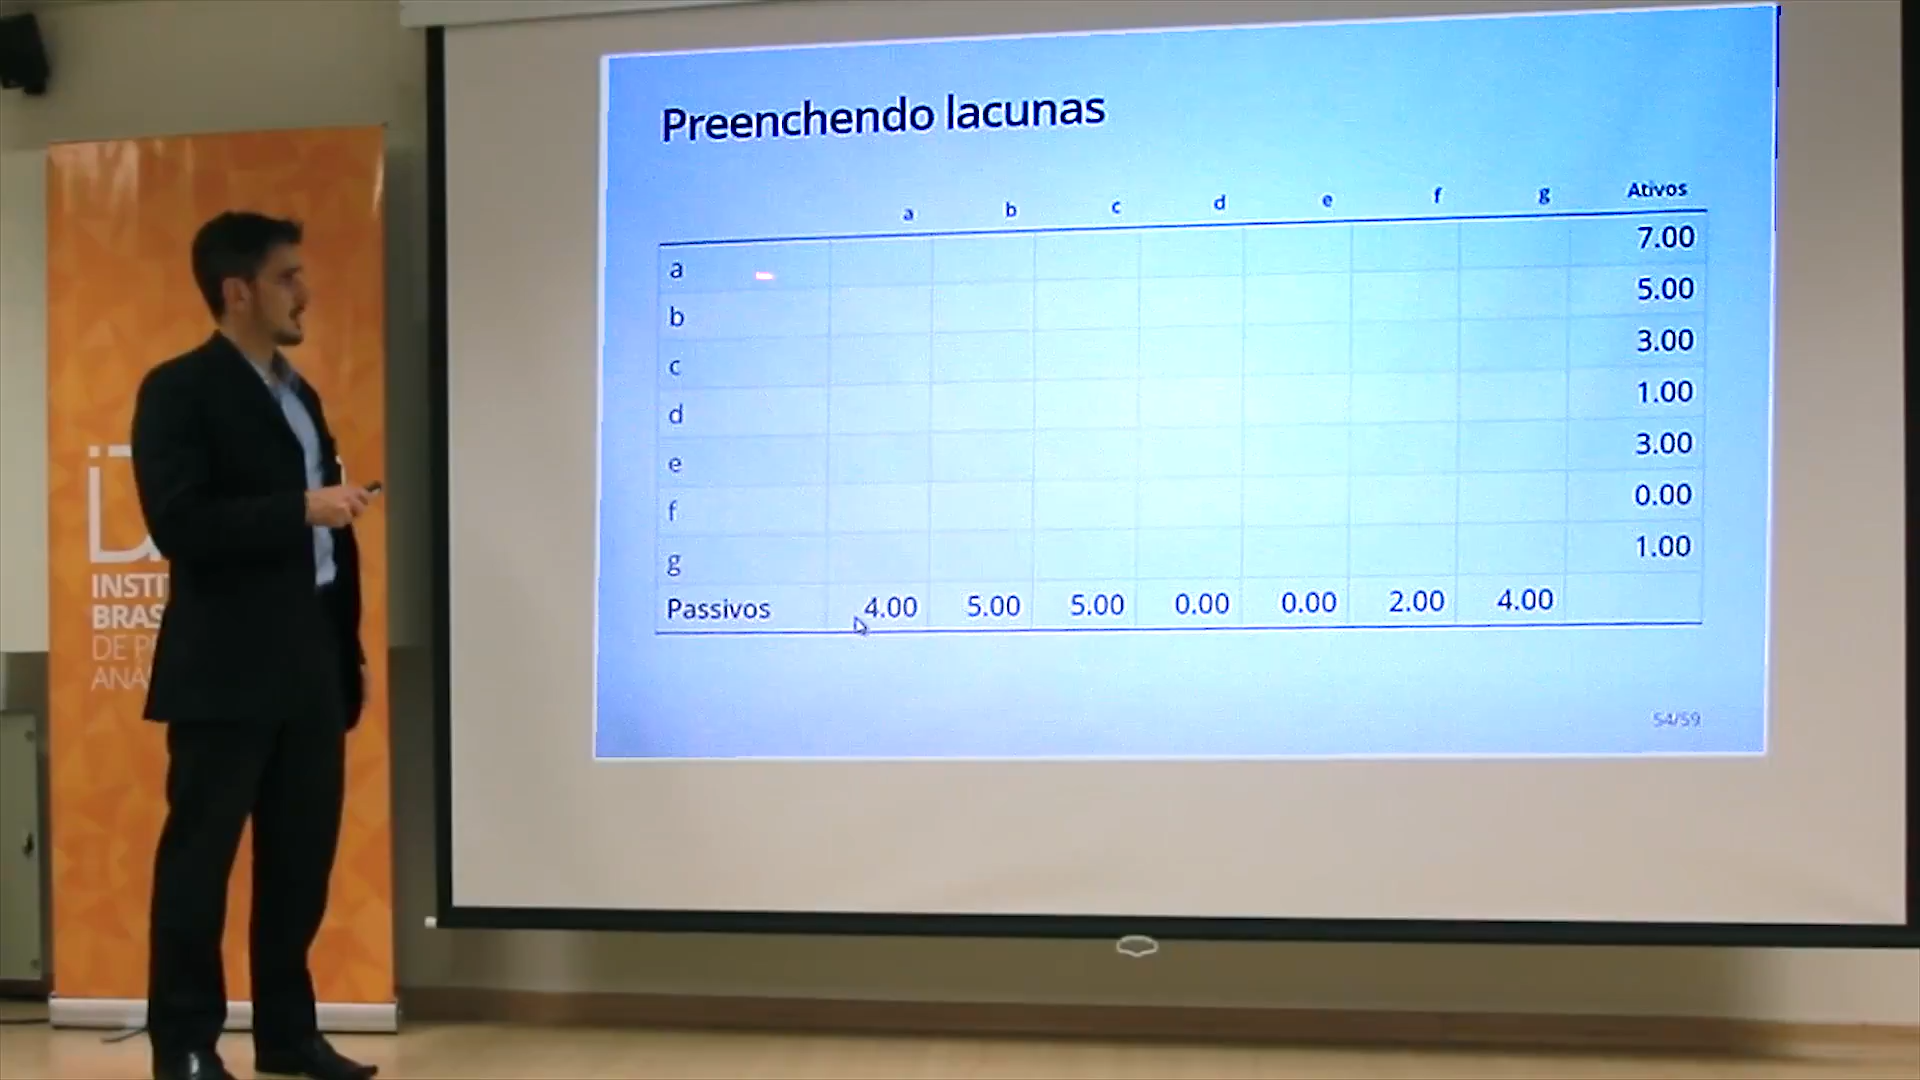 Preenchendo lacunas
a b c d e f g Ativos
a 7.00
b 5.00
c 3.00
d 1.00
e 3.00
f 0.00
g 1.00
Passivos 4.00 5.00 5.00 0.00 0.00 2.00 4.00
54/59
INSTI
BRAS
DE P
ANA